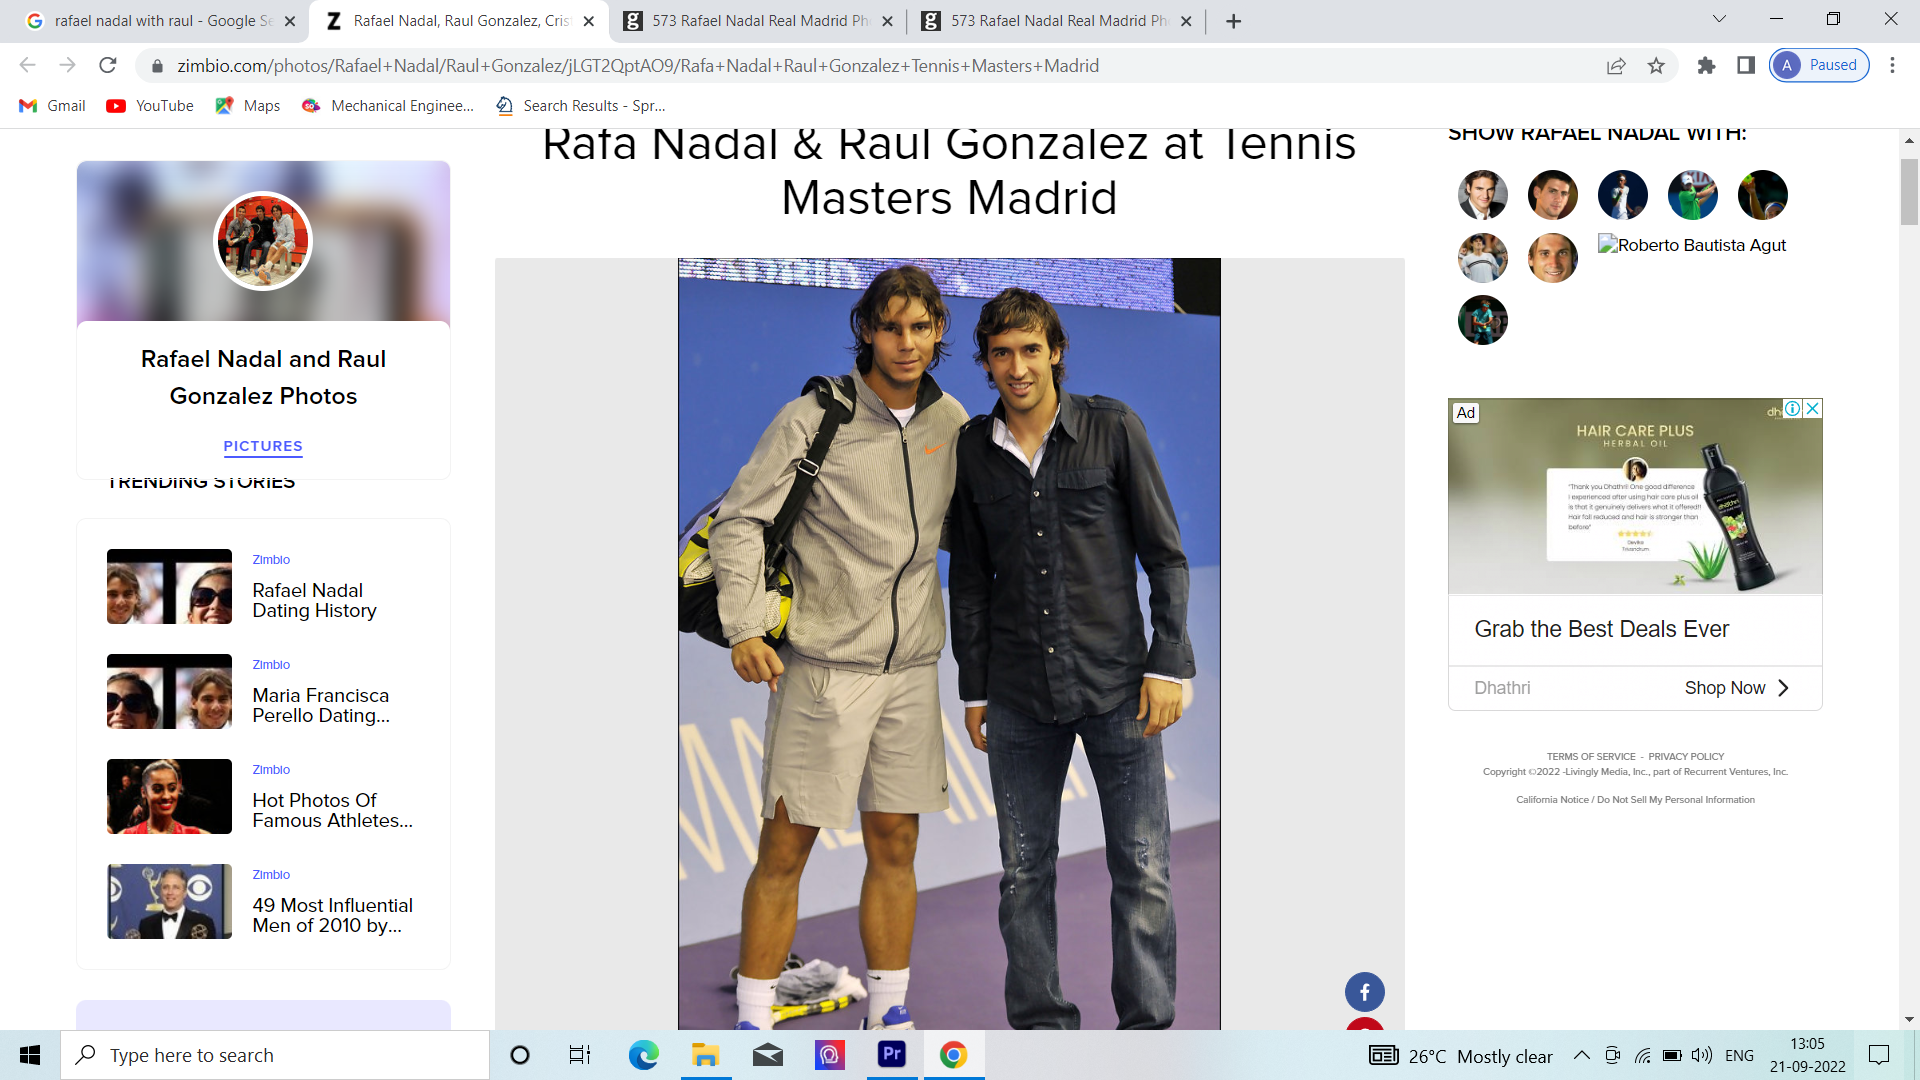 rafael nadal with raul - Google Se
Rafael Nadal, Raul Gonzalez, Cris
573 Rafael Nadal Real Madrid Ph
573 Rafael Nadal Real Madrid Ph
zimbio.com/photos/Rafael+Nadal/Raul+Gonzalez/jLGT2QptAO9/Rafa+Nadal+Raul+Gonzalez+Tennis+Masters+Madrid
A Paused
Gmail
YouTube
Maps
Mechanical Enginee...
Search Results - Spr...
Rafael Nadal and Raul
Gonzalez Photos
PICTURES
TRENDING STORIES
Zimbio
Rafael Nadal
Dating History
Zimbio
Maria Francisca
Perello Dating...
Zimbio
Hot Photos Of
Famous Athletes...
Zimbio
49 Most Influential
Men of 2010 by...
Rafa Nadal & Raul Gonzalez at Tennis
Masters Madrid
SHOW RAFAEL NADAL WITH:
Roberto Bautista Agut
Ad
HAIR CARE PLUS
HERBAL OIL
"Thank you Dhathri! One good difference
I experienced after using hair care plus oil
is that it genuinely delivers what it offered!!
Hair fall reduced and hair is stronger than
before"
Devika
Trivandrum
dhathri
Grab the Best Deals Ever
Dhathri
Shop Now
TERMS OF SERVICE - PRIVACY POLICY
Copyright ©2022 -Livingly Media, Inc., part of Recurrent Ventures, Inc.
California Notice / Do Not Sell My Personal Information
Type here to search
Pr
26°C Mostly clear
ENG
13:05
21-09-2022